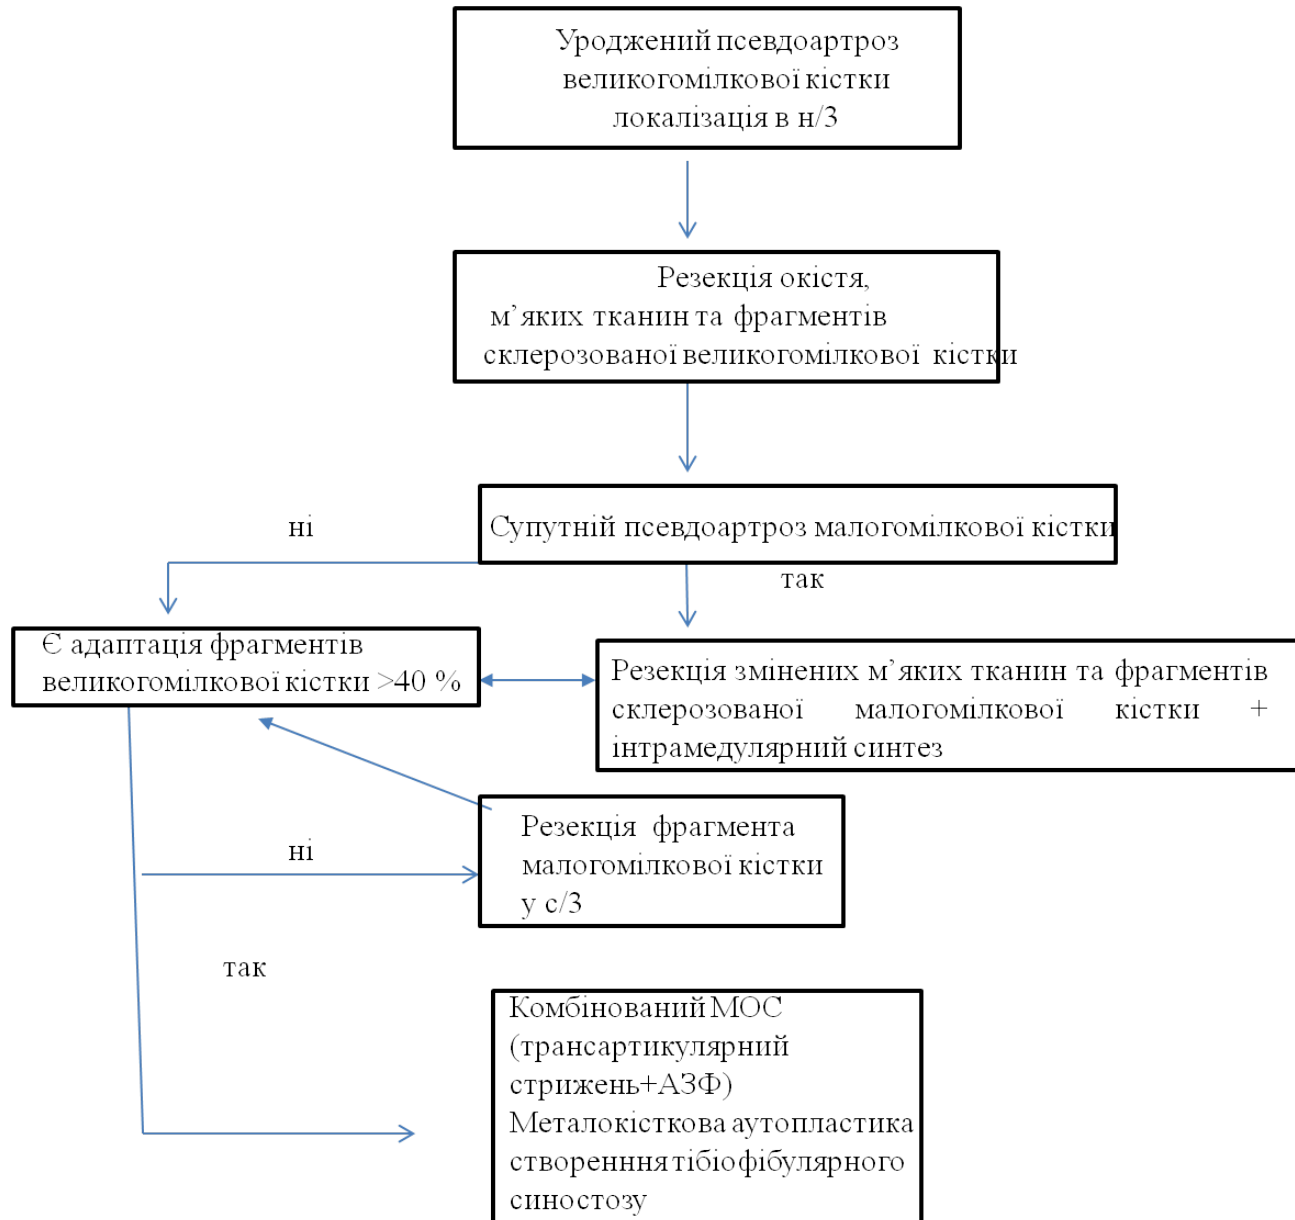 Уроджений псевдоартроз
великогомілкової кістки
локалізація в н/3
Резекція окістя,
м’яких тканин та фрагментів
склерозованої великогомілкової кістки
ні
Супутній псевдоартроз малогомілкової кістки
так
Є адаптація фрагментів
великогомілкової кістки >40 %
Резекція змінених м’яких тканин та фрагментів
склерозованої малогомілкової кістки +
інтрамедулярний синтез
ні
Резекція фрагмента
малогомілкової кістки
у с/3
так
Комбінований МОС
(трансартикулярний
стрижень+АЗФ)
Металокісткова аутопластика
створенння тібіофібулярного
синостозу